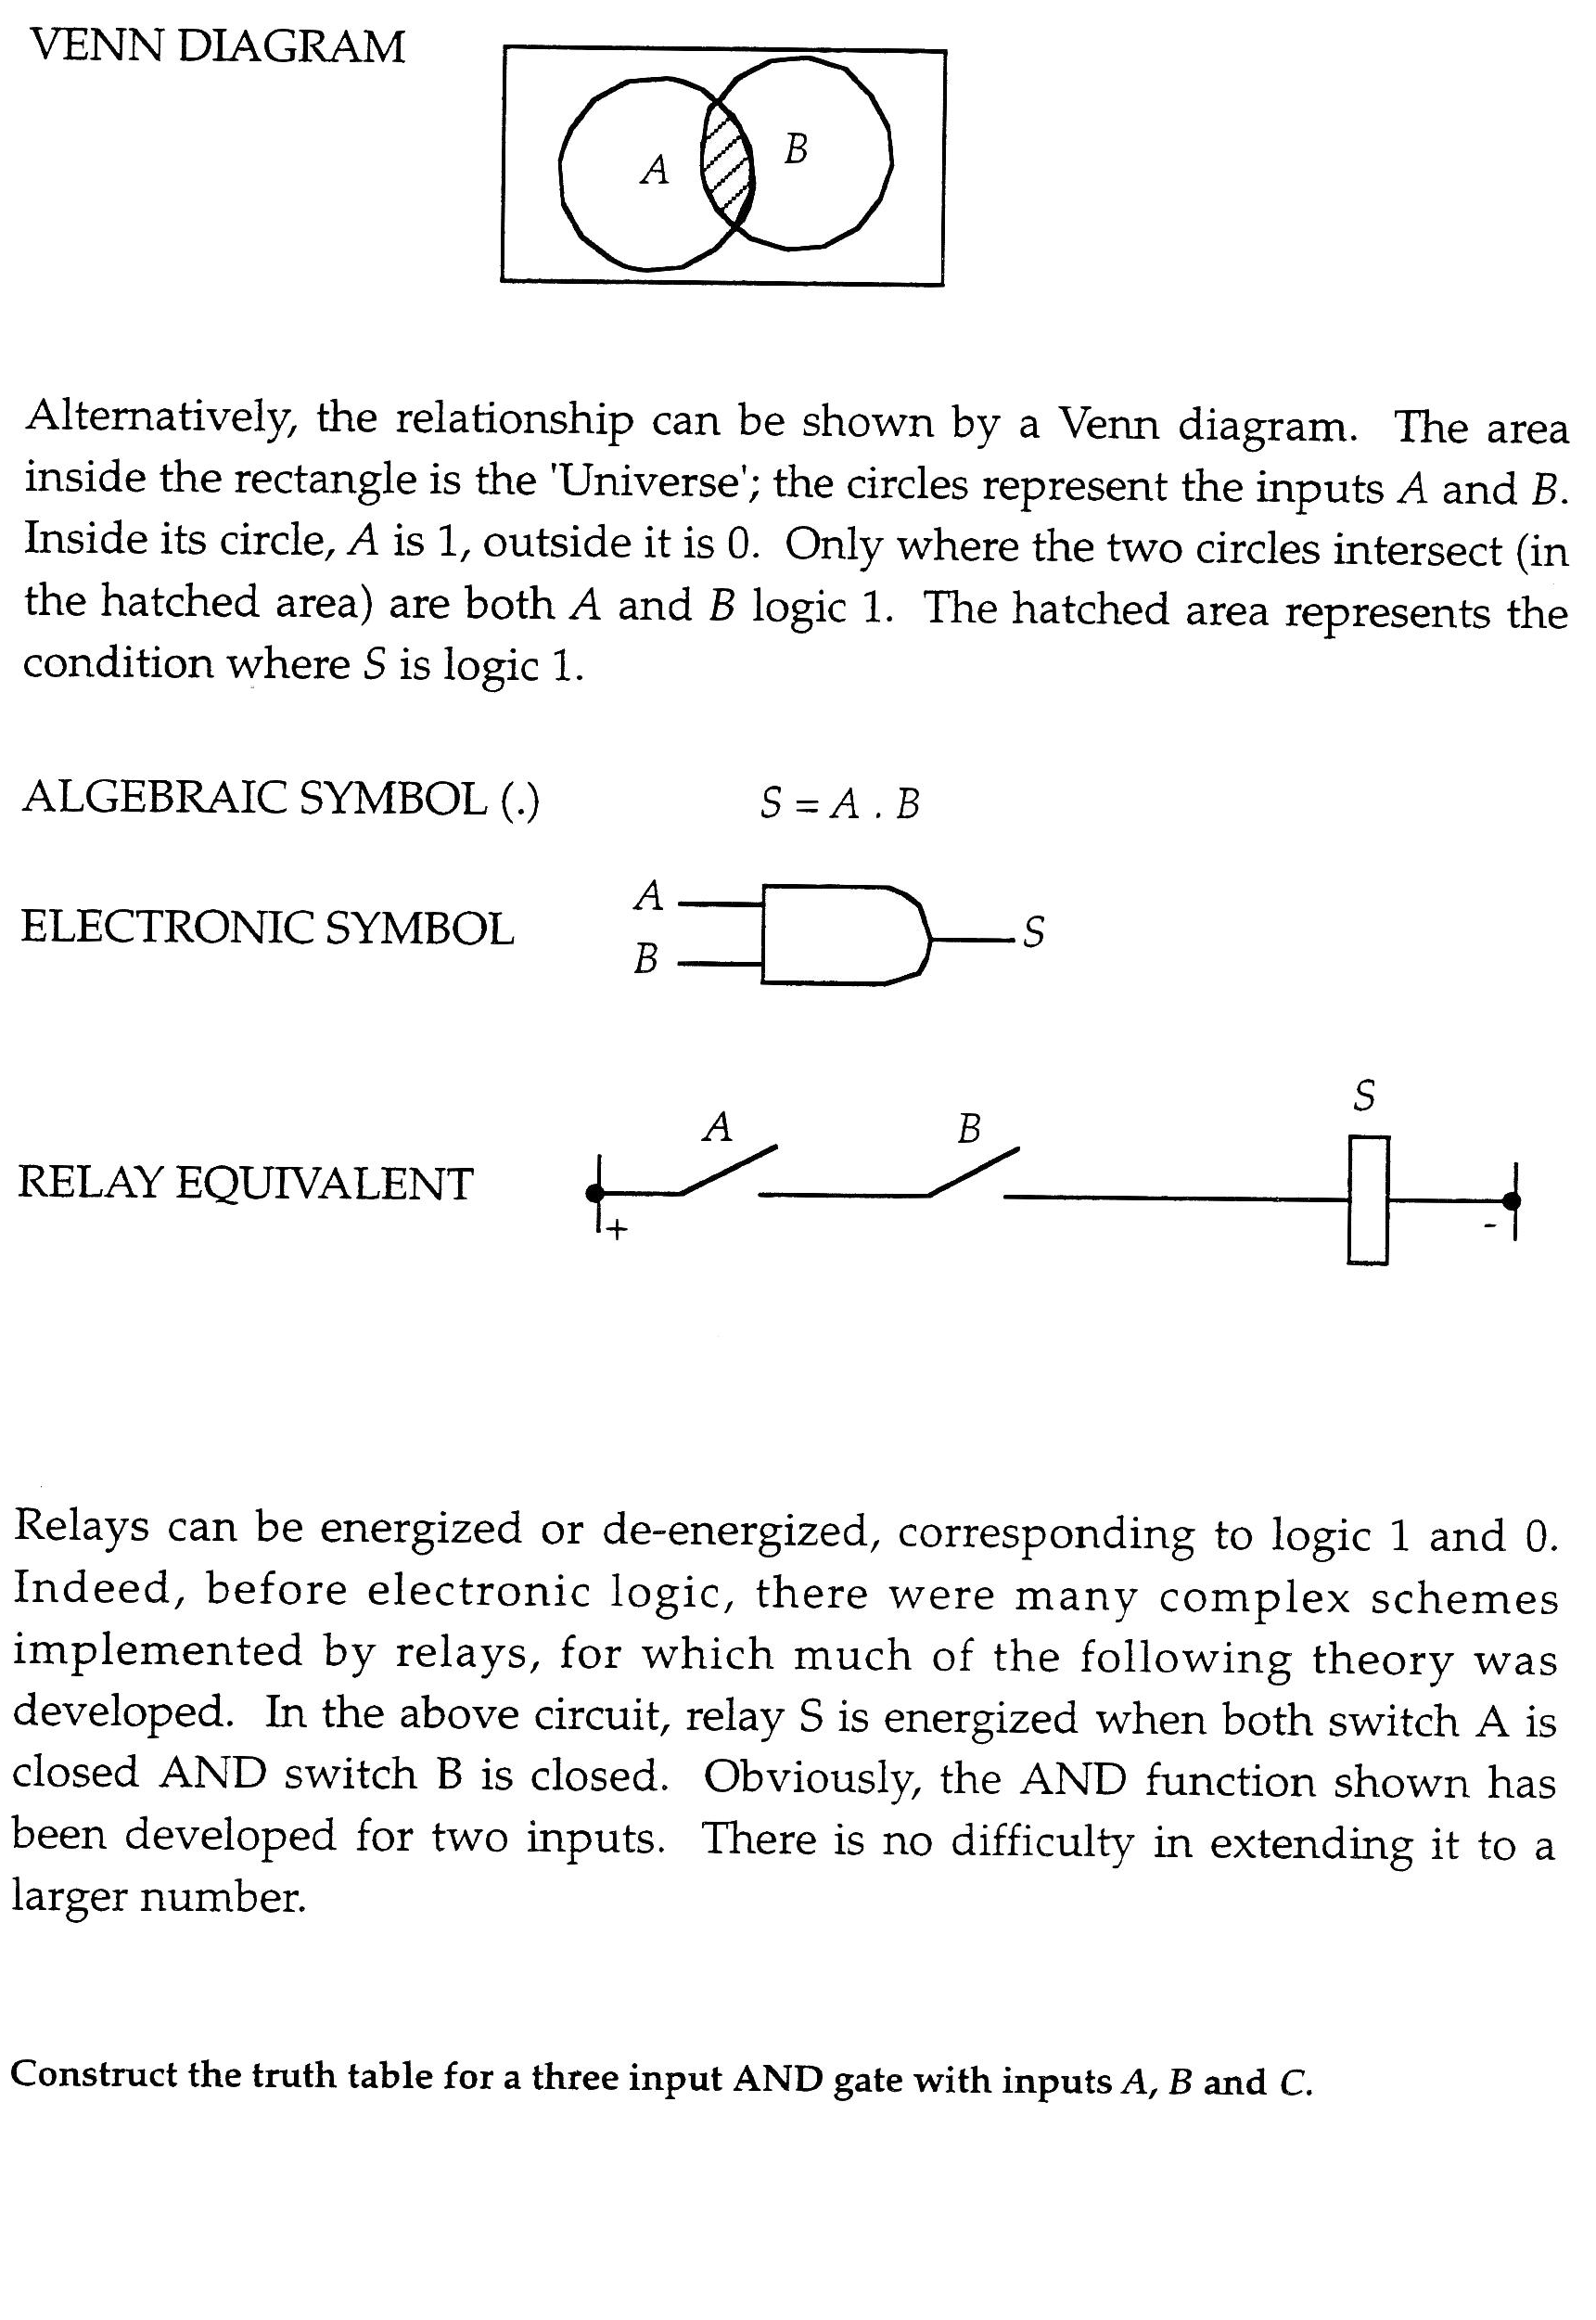 VENN DIAGRAM
A
B
Alternatively, the relationship can be shown by a Venn diagram. The area
inside the rectangle is the 'Universe'; the circles represent the inputs A and B.
Inside its circle, A is 1, outside it is 0. Only where the two circles intersect (in
the hatched area) are both A and B logic 1. The hatched area represents the
condition where S is logic 1.
ALGEBRAIC SYMBOL (.) S = A . B
ELECTRONIC SYMBOL
A
B
S
RELAY EQUIVALENT
A
B
S
+
-
Relays can be energized or de-energized, corresponding to logic 1 and 0.
Indeed, before electronic logic, there were many complex schemes
implemented by relays, for which much of the following theory was
developed. In the above circuit, relay S is energized when both switch A is
closed AND switch B is closed. Obviously, the AND function shown has
been developed for two inputs. There is no difficulty in extending it to a
larger number.
Construct the truth table for a three input AND gate with inputs A, B and C.